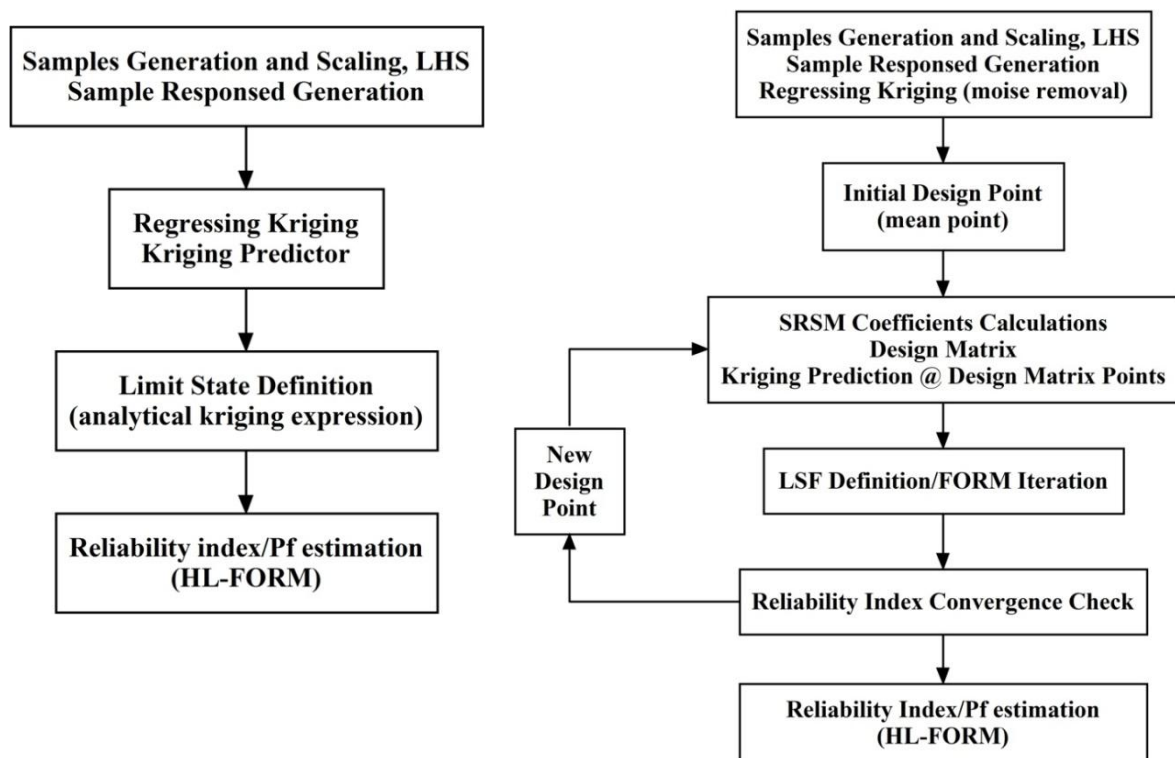 Samples Generation and Scaling, LHS
Sample Responsed Generation
Regressing Kriging
Kriging Predictor
Limit State Definition
(analytical kriging expression)
Reliability index/Pf estimation
(HL-FORM)
Samples Generation and Scaling, LHS
Sample Responsed Generation
Regressing Kriging (moise removal)
Initial Design Point
(mean point)
SRSM Coefficients Calculations
Design Matrix
Kriging Prediction @ Design Matrix Points
New
Design
Point
LSF Definition/FORM Iteration
Reliability Index Convergence Check
Reliability Index/Pf estimation
(HL-FORM)